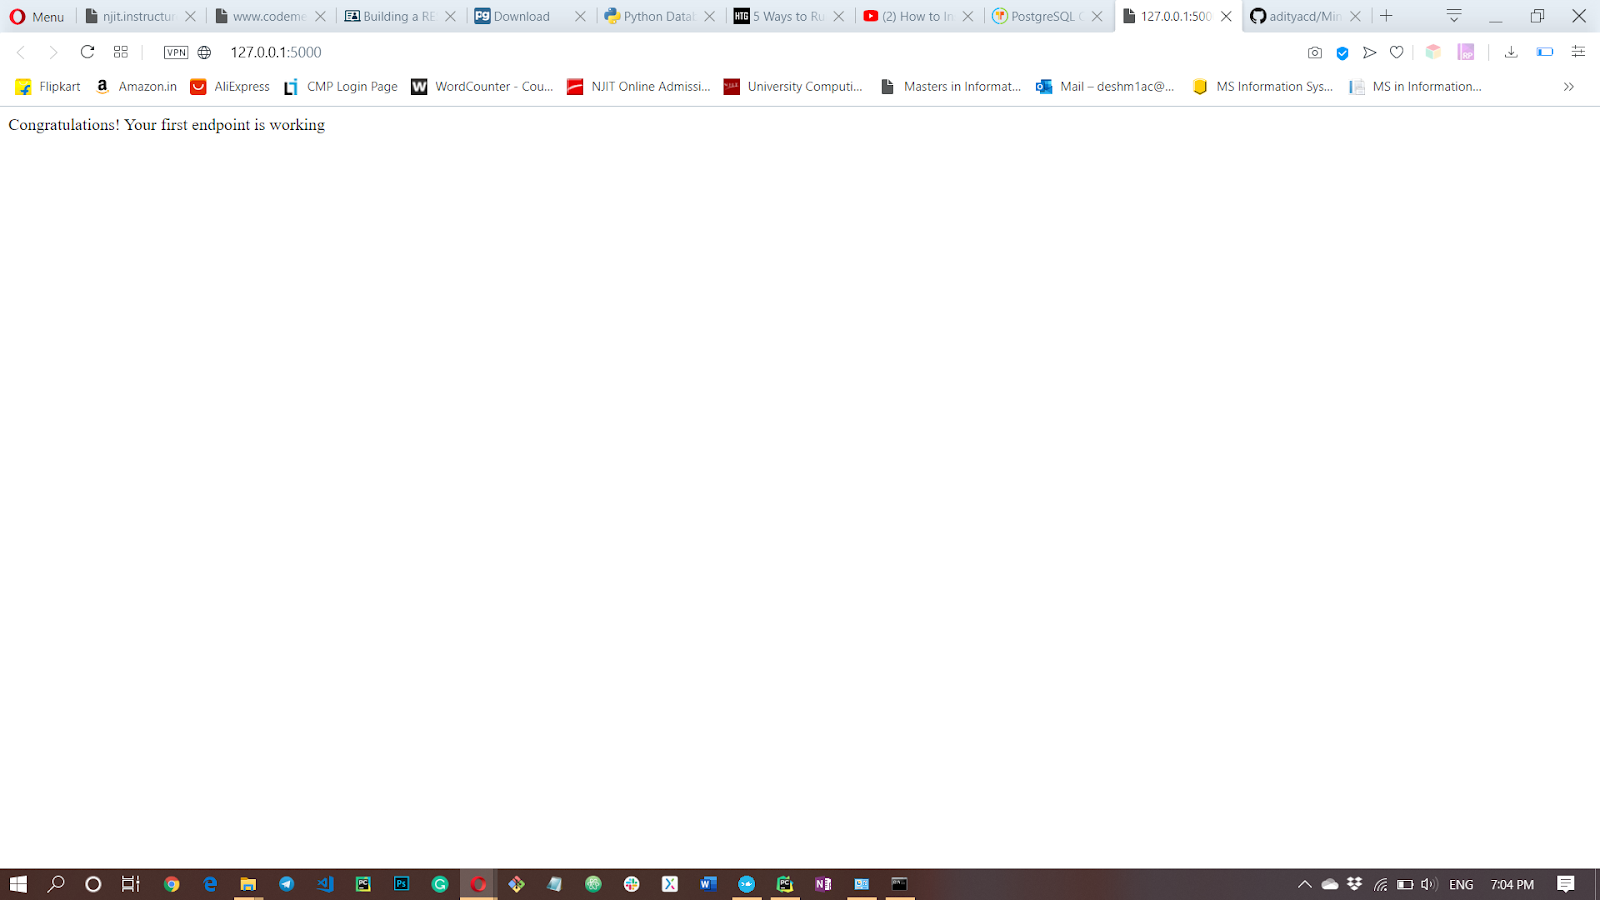 Menu
njit.instructur
www.codeme
Building a RE
Download
Python Datab
5 Ways to Ru
(2) How to In
PostgreSQL
127.0.0.1:500
adityacd/Min
VPN
127.0.0.1:5000
Flipkart
Amazon.in
AliExpress
CMP Login Page
WordCounter - Cou...
NJIT Online Admissi...
University Computi...
Masters in Informat...
Mail – deshm1ac@...
MS Information Sys...
MS in Information...
Congratulations! Your first endpoint is working
ENG
7:04 PM